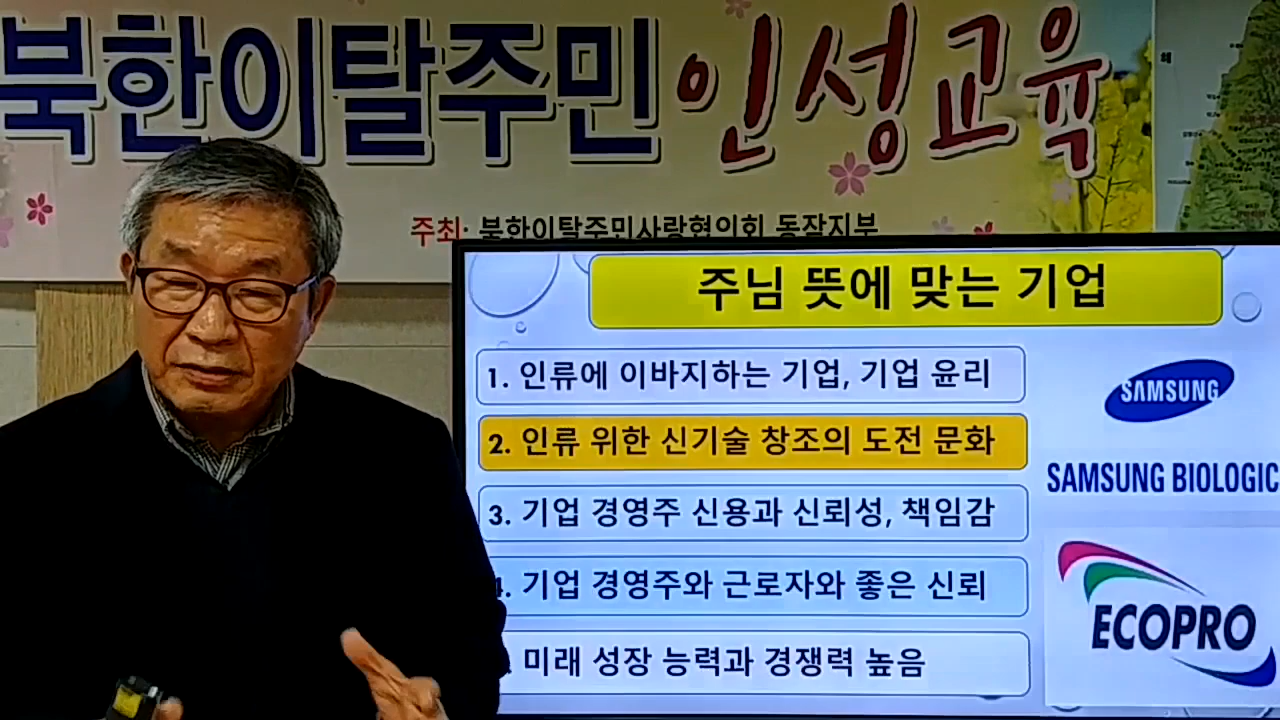 북한이탈주민 인성교육
주최: 북한이탈주민사랑협의회 동작지부
주님 뜻에 맞는 기업
1. 인류에 이바지하는 기업, 기업 윤리
2. 인류 위한 신기술 창조의 도전 문화
3. 기업 경영주 신용과 신뢰성, 책임감
4. 기업 경영주와 근로자와 좋은 신뢰
미래 성장 능력과 경쟁력 높음
SAMSUNG
SAMSUNG BIOLOGIC
ECOPRO